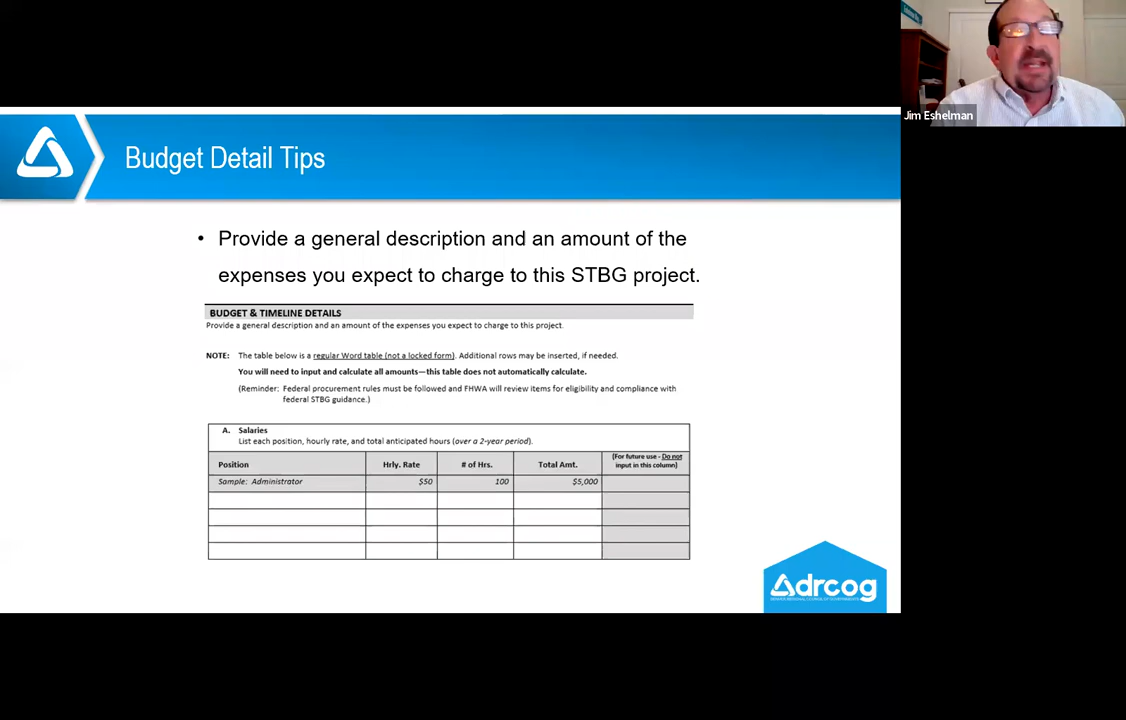 Jim Eshelman
Budget Detail Tips
• Provide a general description and an amount of the
expenses you expect to charge to this STBG project.
BUDGET & TIMELINE DETAILS
Provide a general description and an amount of the expenses you expect to charge to this project.
NOTE: The table below is a regular Word table (not a locked form). Additional rows may be inserted, if needed.
You will need to input and calculate all amounts—this table does not automatically calculate.
(Reminder: Federal procurement rules must be followed and FHWA will review items for eligibility and compliance with
federal STBG guidance.)
A. Salaries
List each position, hourly rate, and total anticipated hours (over a 2-year period).
Position Hrly. Rate # of Hrs. Total Amt. (For future use - Do not
input in this column)
Sample: Administrator $50 100 $5,000
drcog
DENVER REGIONAL COUNCIL OF GOVERNMENTS